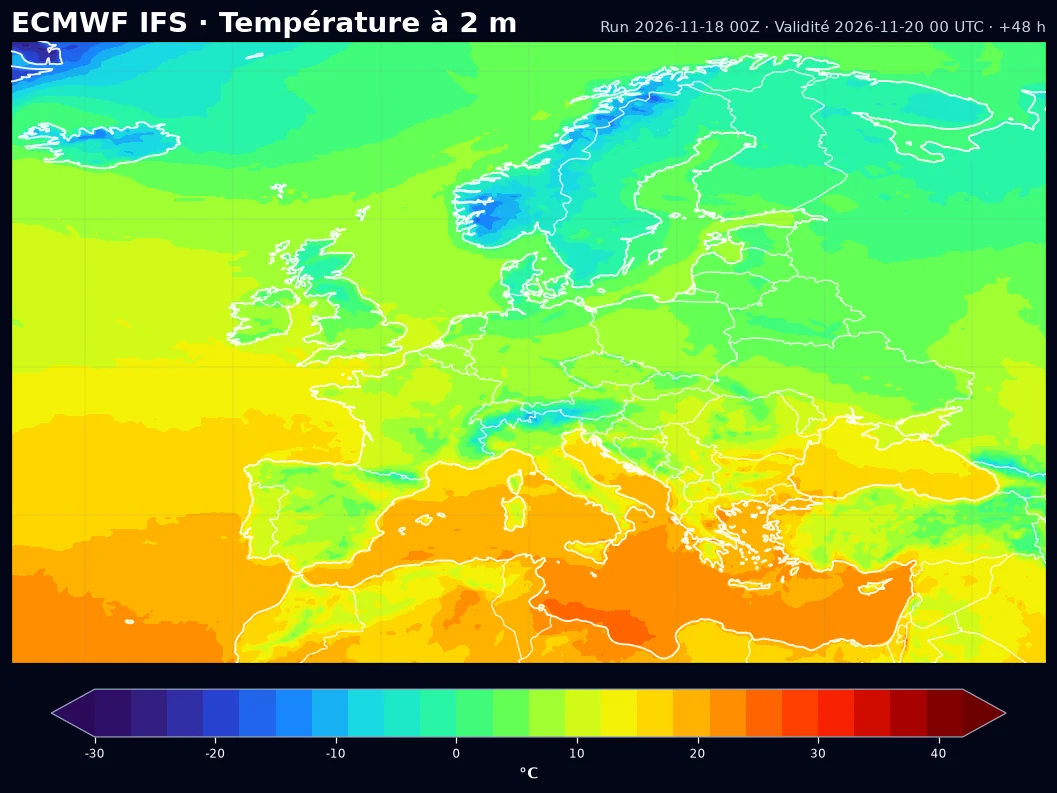 ECMWF IFS · Température à 2 m
Run 2026-11-18 00Z · Validité 2026-11-20 00 UTC · +48 h
-30 -20 -10 0 10 20 30 40
°C